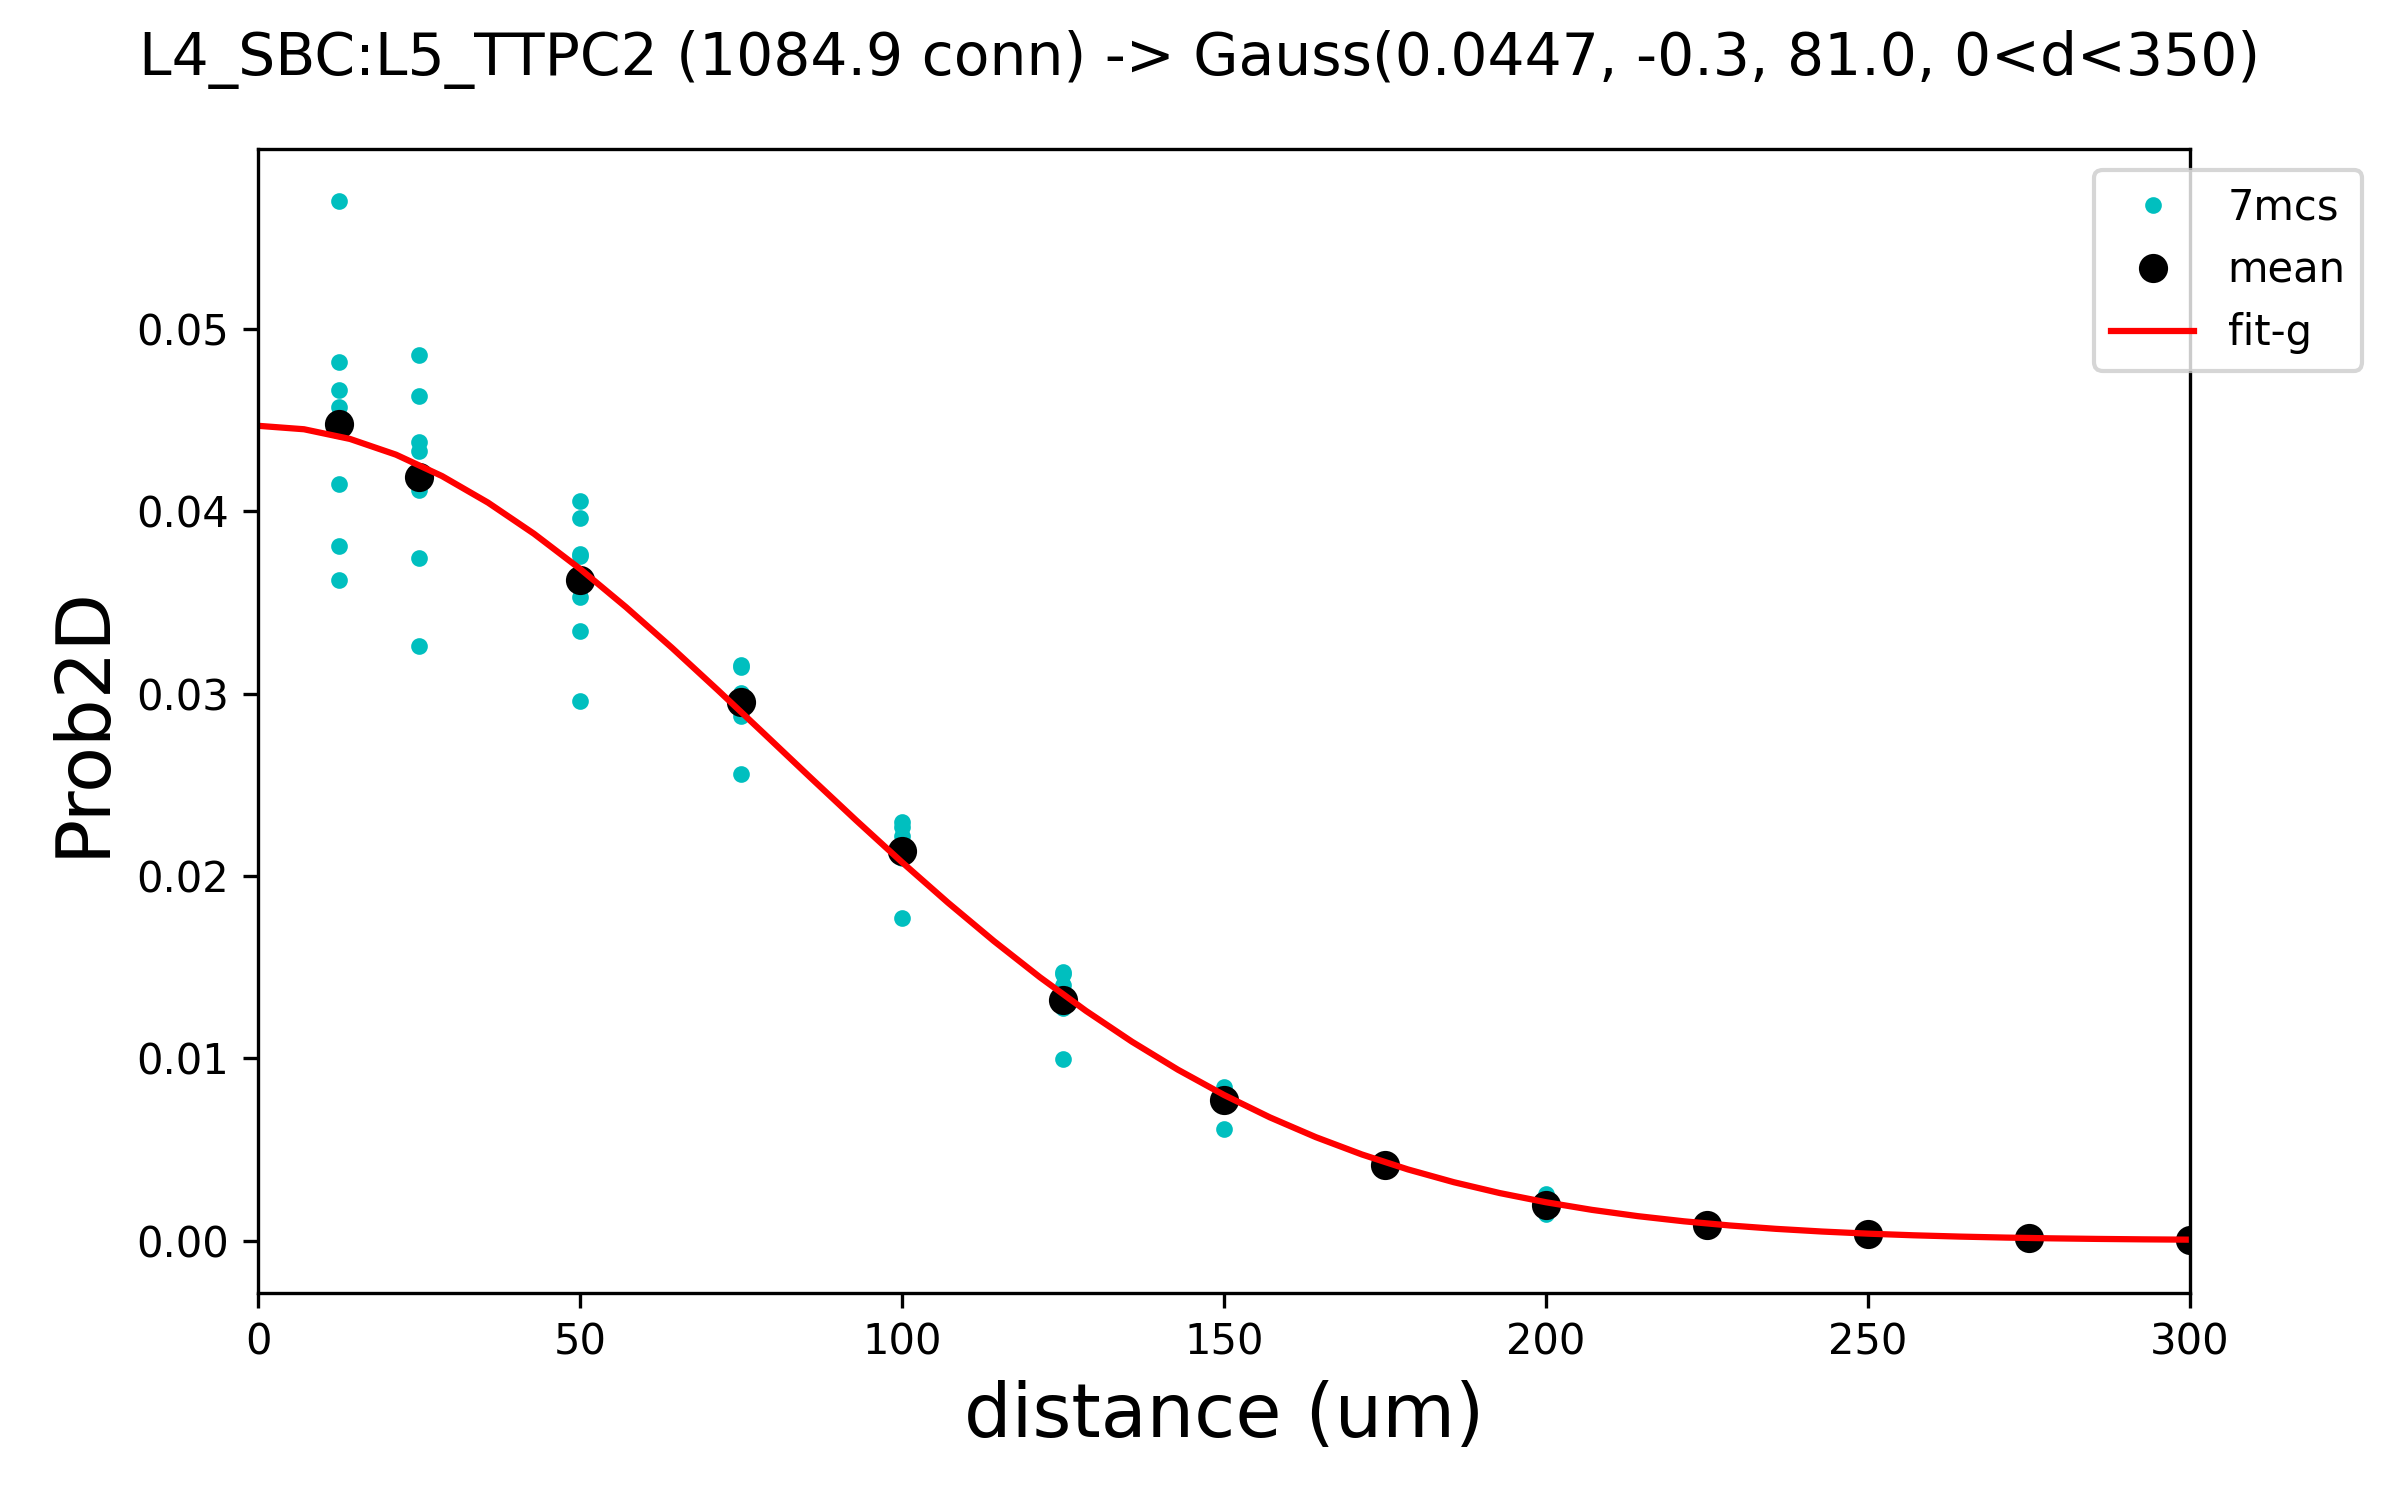 L4_SBC:L5_TTPC2 (1084.9 conn) -> Gauss(0.0447, -0.3, 81.0, 0<d<350)
7mcs
mean
fit-g
Prob2D
0.05
0.04
0.03
0.02
0.01
0.00
0 50 100 150 200 250 300
distance (um)